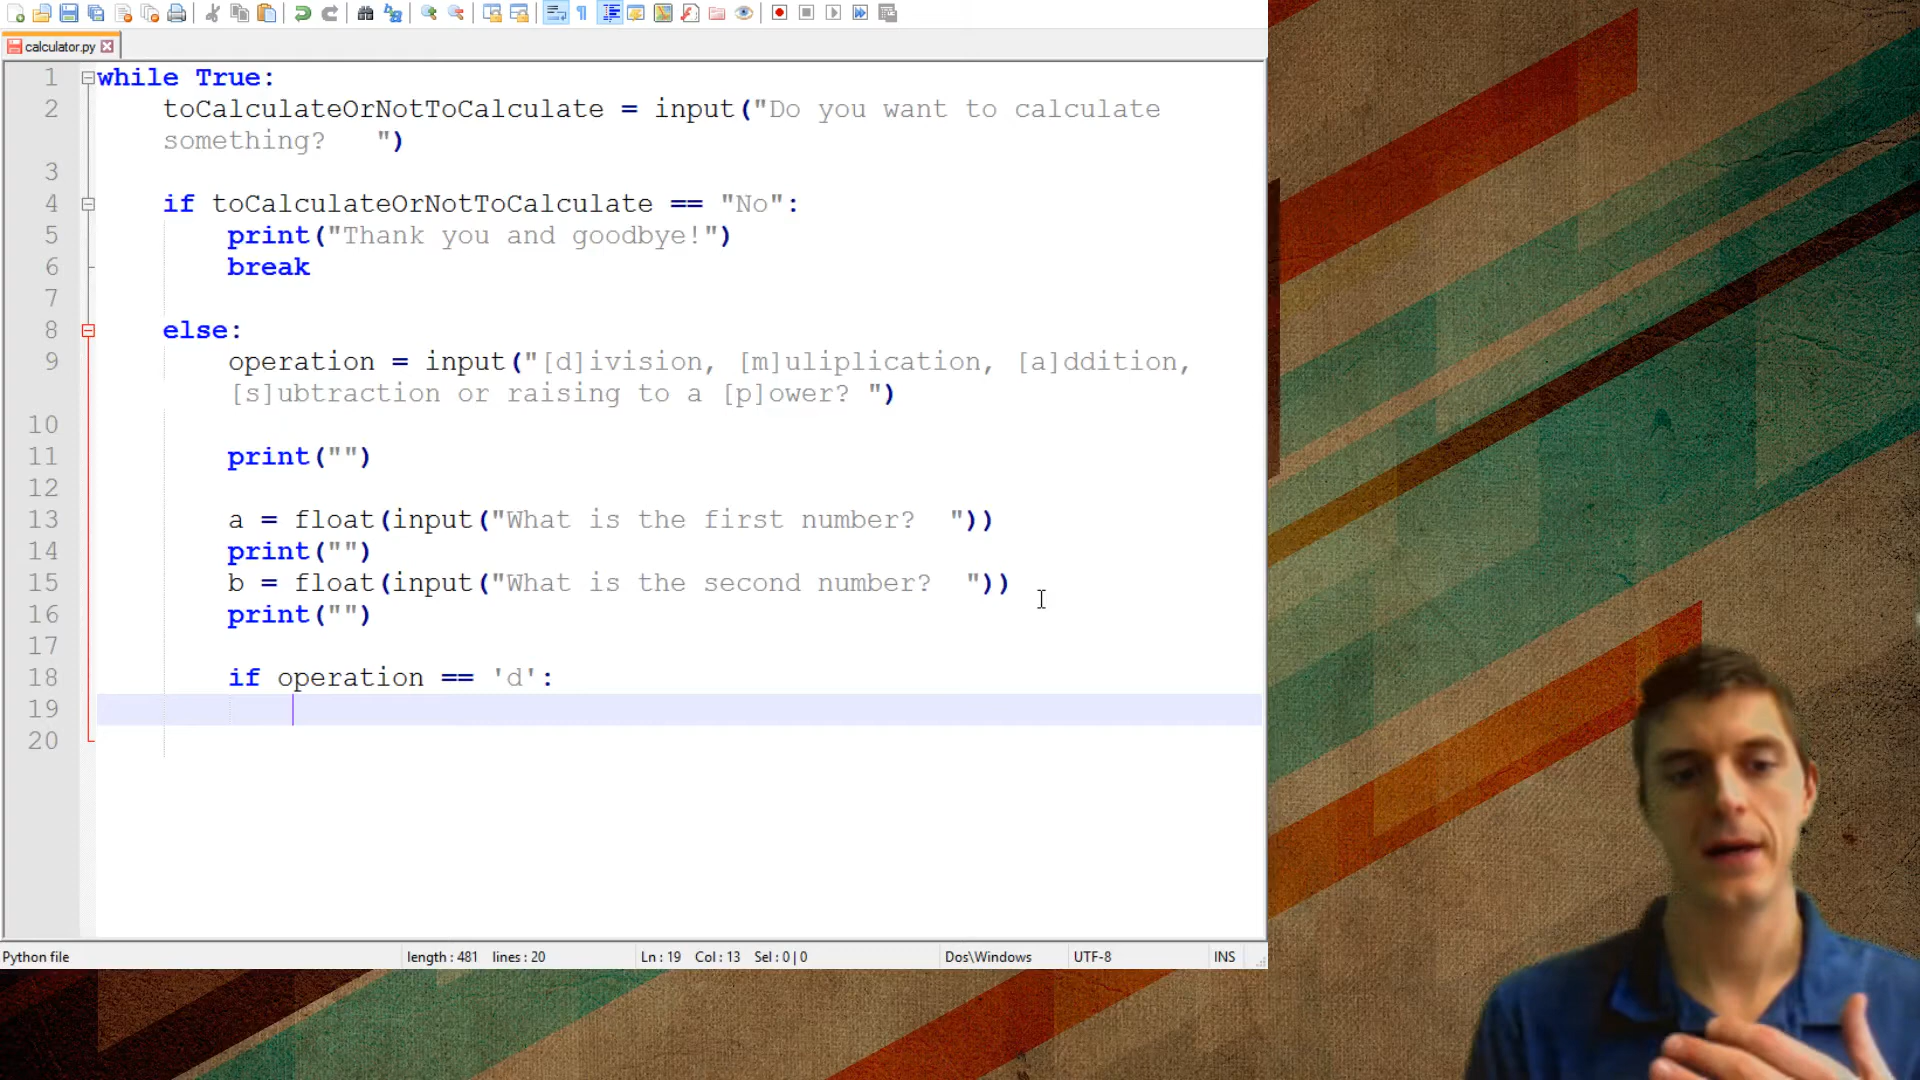 calculator.py
1 while True:
2 toCalculateOrNotToCalculate = input("Do you want to calculate
something?   ")
3
4 if toCalculateOrNotToCalculate == "No":
5 print("Thank you and goodbye!")
6 break
7
8 else:
9 operation = input("[d]ivision, [m]uliplication, [a]ddition,
[s]ubtraction or raising to a [p]ower? ")
10
11 print("")
12
13 a = float(input("What is the first number?  "))
14 print("")
15 b = float(input("What is the second number?  "))
16 print("")
17
18 if operation == 'd':
19
20
Python file length : 481 lines : 20 Ln : 19 Col : 13 Sel : 0 | 0 Dos\Windows UTF-8 INS